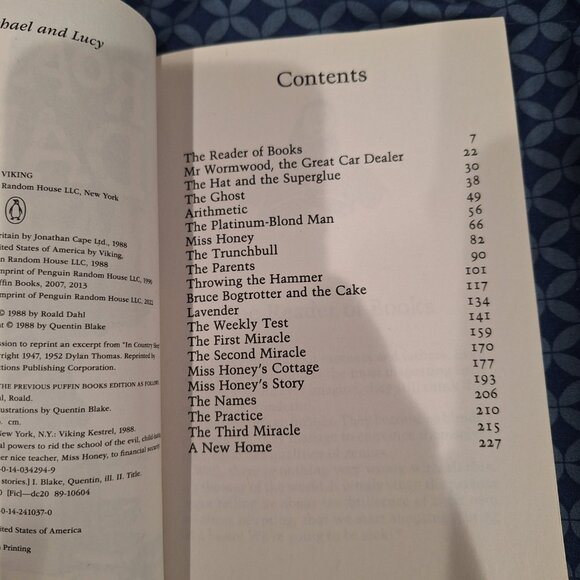 hael and Lucy
VIKING
Random House LLC, New York
ritain by Jonathan Cape Ltd., 1988
ited States of America by Viking,
n Random House LLC, 1988
mprint of Penguin Random House LLC, 1996
ffin Books, 2007, 2013
mprint of Penguin Random House LLC, 2022
© 1988 by Roald Dahl
© 1988 by Quentin Blake
ssion to reprint an excerpt from "In Country
right 1947, 1952 Dylan Thomas. Reprinted by
ctions Publishing Corporation.
THE PREVIOUS PUFFIN BOOKS EDITION AS
l, Roald.
ustrations by Quentin Blake.
cm.
New York, N.Y.: Viking Kestrel, 1988.
al powers to rid the school of the evil,
er nice teacher, Miss Honey, to financial
0-14-034294-9
stories.] I. Blake, Quentin, ill. II. Title.
[Fic]—dc20 89-10604
0-14-241037-0
nited States of America
Printing
Contents
The Reader of Books 7
Mr Wormwood, the Great Car Dealer 22
The Hat and the Superglue 30
The Ghost 38
Arithmetic 49
The Platinum-Blond Man 56
Miss Honey 66
The Trunchbull 82
The Parents 90
Throwing the Hammer 101
Bruce Bogtrotter and the Cake 117
Lavender 134
The Weekly Test 141
The First Miracle 159
The Second Miracle 170
Miss Honey's Cottage 177
Miss Honey's Story 193
The Names 206
The Practice 210
The Third Miracle 215
A New Home 227